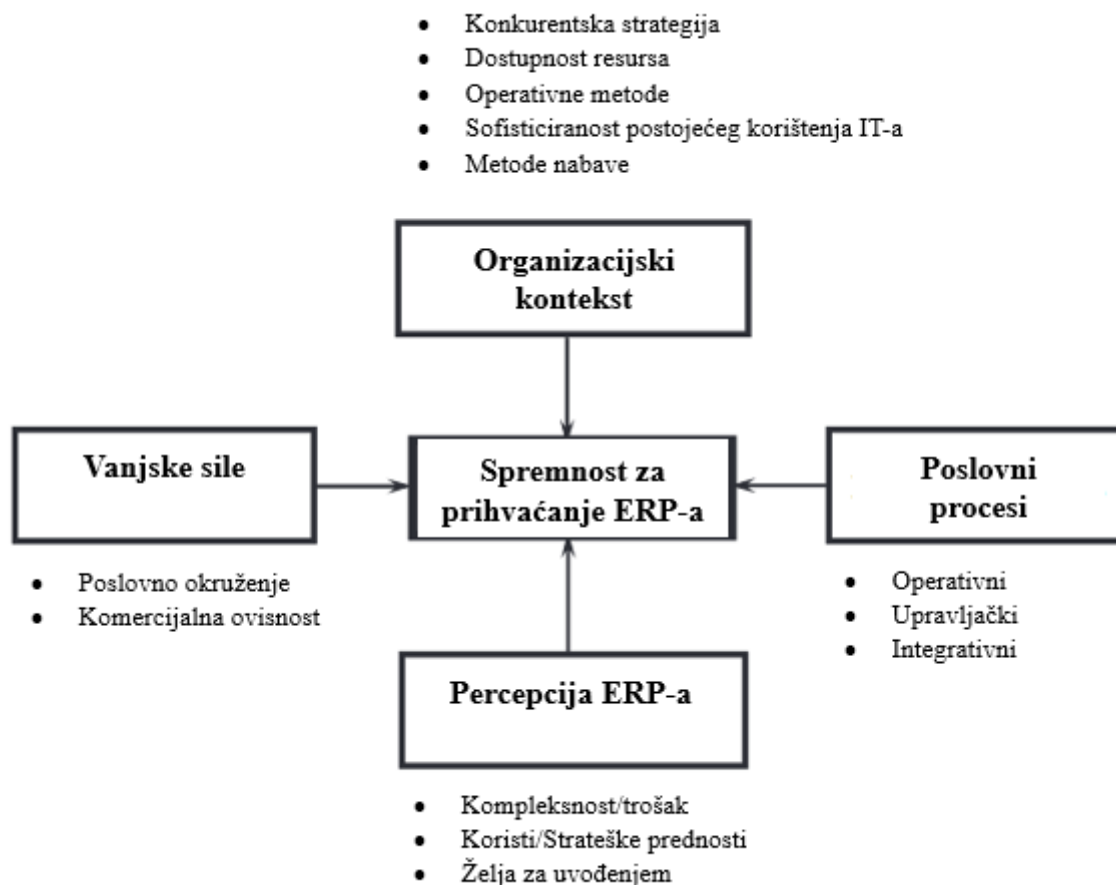 • Konkurentska strategija
• Dostupnost resursa
• Operativne metode
• Sofisticiranost postojećeg korištenja IT-a
• Metode nabave
Organizacijski
kontekst
Vanjske sile
• Poslovno okruženje
• Komercijalna ovisnost
Spremnost za
prihvaćanje ERP-a
Poslovni
procesi
• Operativni
• Upravljački
• Integrativni
Percepcija ERP-a
• Kompleksnost/trošak
• Koristi/Strateške prednosti
• Želja za uvođenjem